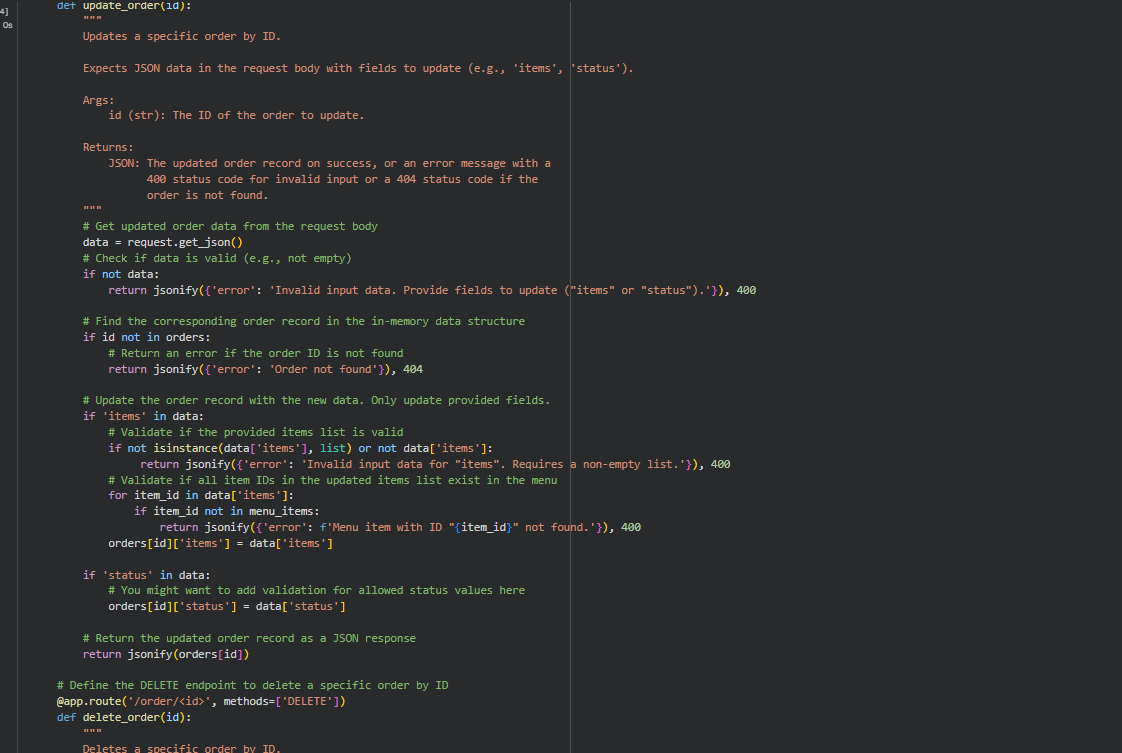 4]
0s
def update_order(id):
"""
Updates a specific order by ID.
Expects JSON data in the request body with fields to update (e.g., 'items', 'status').
Args:
id (str): The ID of the order to update.
Returns:
JSON: The updated order record on success, or an error message with a
400 status code for invalid input or a 404 status code if the
order is not found.
"""
# Get updated order data from the request body
data = request.get_json()
# Check if data is valid (e.g., not empty)
if not data:
return jsonify({'error': 'Invalid input data. Provide fields to update ("items" or "status").'}), 400
# Find the corresponding order record in the in-memory data structure
if id not in orders:
# Return an error if the order ID is not found
return jsonify({'error': 'Order not found'}), 404
# Update the order record with the new data. Only update provided fields.
if 'items' in data:
# Validate if the provided items list is valid
if not isinstance(data['items'], list) or not data['items']:
return jsonify({'error': 'Invalid input data for "items". Requires a non-empty list.'}), 400
# Validate if all item IDs in the updated items list exist in the menu
for item_id in data['items']:
if item_id not in menu_items:
return jsonify({'error': f'Menu item with ID "{item_id}" not found.'}), 400
orders[id]['items'] = data['items']
if 'status' in data:
# You might want to add validation for allowed status values here
orders[id]['status'] = data['status']
# Return the updated order record as a JSON response
return jsonify(orders[id])
# Define the DELETE endpoint to delete a specific order by ID
@app.route('/order/<id>', methods=['DELETE'])
def delete_order(id):
"""
Deletes a specific order by ID.